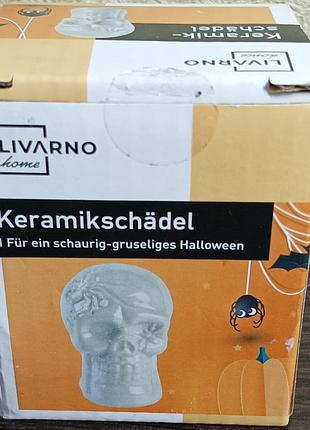 Keramik-
schädel
LIVARNO
home
LIVARNO
home
Keramikschädel
Für ein schaurig-gruseliges Halloween